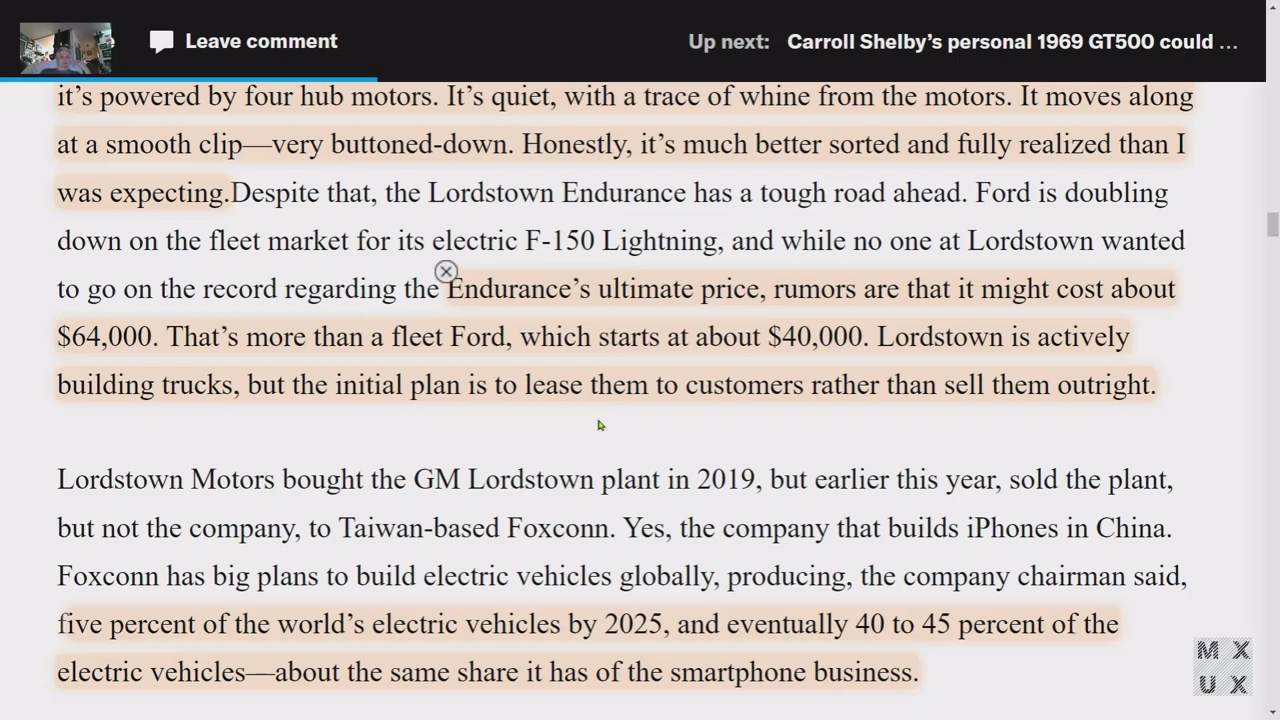 Leave comment
Up next: Carroll Shelby’s personal 1969 GT500 could ...
it’s powered by four hub motors. It’s quiet, with a trace of whine from the motors. It moves along
at a smooth clip—very buttoned-down. Honestly, it’s much better sorted and fully realized than I
was expecting.Despite that, the Lordstown Endurance has a tough road ahead. Ford is doubling
down on the fleet market for its electric F-150 Lightning, and while no one at Lordstown wanted
to go on the record regarding the Endurance’s ultimate price, rumors are that it might cost about
$64,000. That’s more than a fleet Ford, which starts at about $40,000. Lordstown is actively
building trucks, but the initial plan is to lease them to customers rather than sell them outright.
Lordstown Motors bought the GM Lordstown plant in 2019, but earlier this year, sold the plant,
but not the company, to Taiwan-based Foxconn. Yes, the company that builds iPhones in China.
Foxconn has big plans to build electric vehicles globally, producing, the company chairman said,
five percent of the world’s electric vehicles by 2025, and eventually 40 to 45 percent of the
electric vehicles—about the same share it has of the smartphone business.
M X
U X